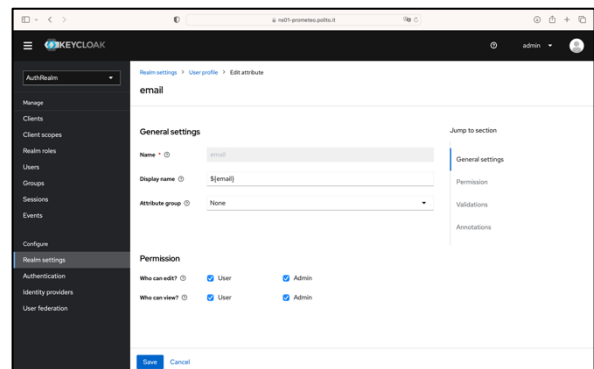 ns01-prometeo.polito.it
KEYCLOAK
admin
AuthRealm
Manage
Clients
Client scopes
Realm roles
Users
Groups
Sessions
Events
Configure
Realm settings
Authentication
Identity providers
User federation
Realm settings > User profile > Edit attribute
email
General settings
Name *
email
Display name
${email}
Attribute group
None
Jump to section
General settings
Permission
Validations
Annotations
Permission
Who can edit? User Admin
Who can view? User Admin
Save Cancel